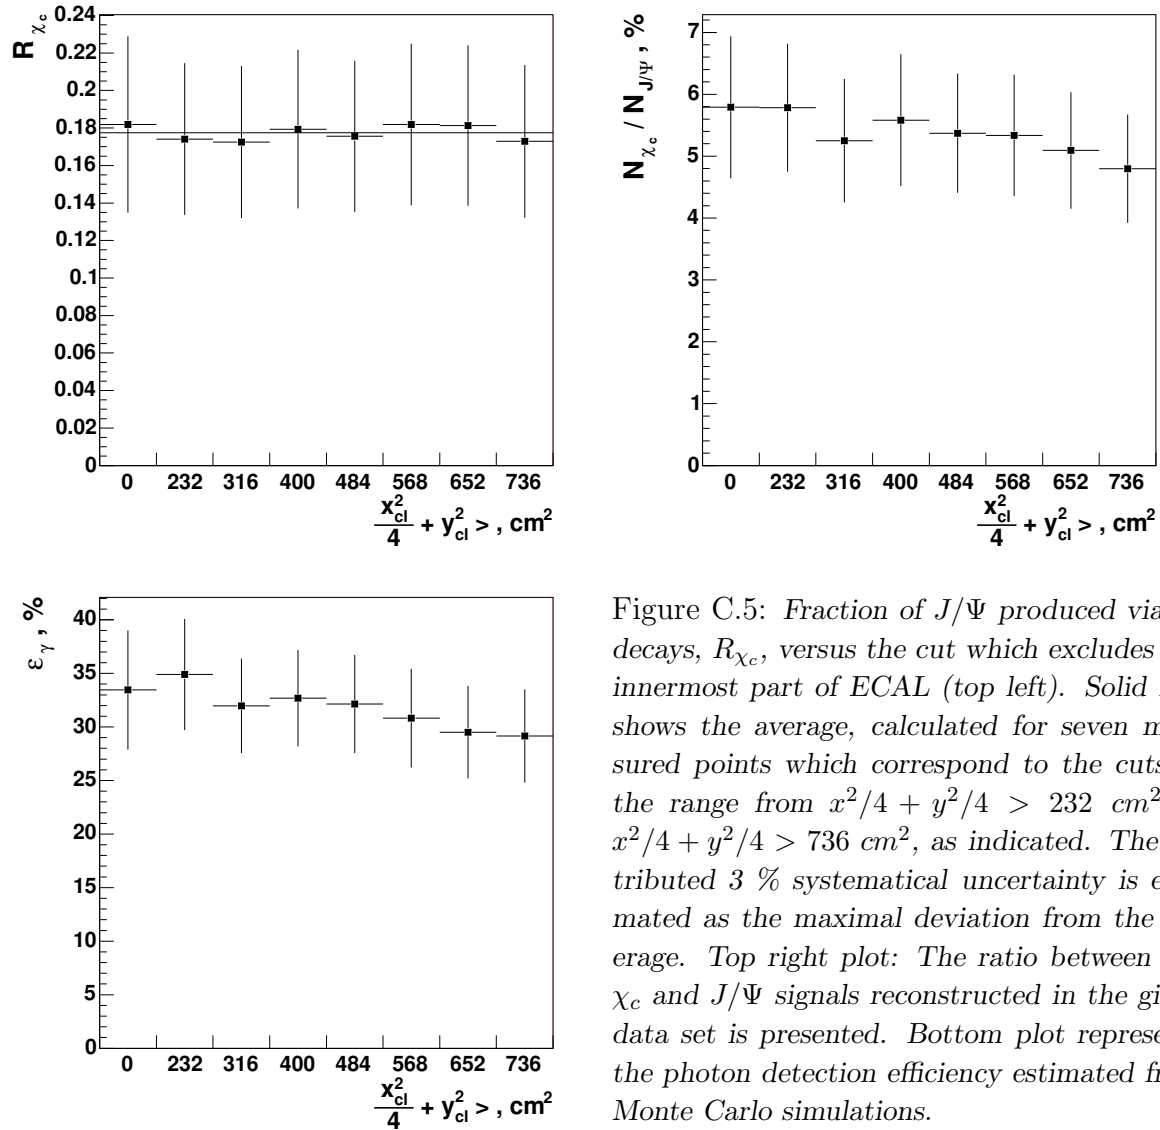 R χc
0.24
0.22
0.2
0.18
0.16
0.14
0.12
0.1
0.08
0.06
0.04
0.02
0
0 232 316 400 484 568 652 736
x²cl/4 + y²cl > , cm²
Nχc / NJ/Ψ , %
7
6
5
4
3
2
1
0
0 232 316 400 484 568 652 736
x²cl/4 + y²cl > , cm²
εγ , %
40
35
30
25
20
15
10
5
0
0 232 316 400 484 568 652 736
x²cl/4 + y²cl > , cm²
Figure C.5: Fraction of J/Ψ produced via
decays, Rχc, versus the cut which excludes
innermost part of ECAL (top left). Solid
shows the average, calculated for seven m
sured points which correspond to the cuts
the range from x²/4 + y²/4 > 232 cm²
x²/4 + y²/4 > 736 cm², as indicated. The
tributed 3 % systematical uncertainty is e
mated as the maximal deviation from the
erage. Top right plot: The ratio between
χc and J/Ψ signals reconstructed in the gi
data set is presented. Bottom plot represe
the photon detection efficiency estimated fr
Monte Carlo simulations.